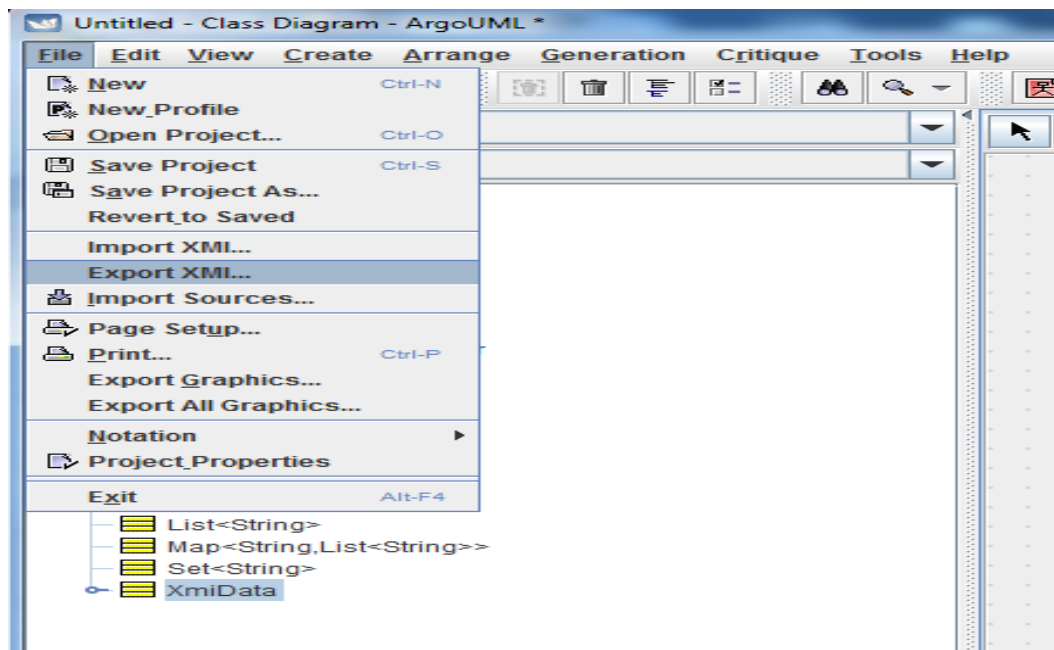 Untitled - Class Diagram - ArgoUML *
File Edit View Create Arrange Generation Critique Tools Help
New Ctrl-N
New Profile
Open Project... Ctrl-O
Save Project Ctrl-S
Save Project As...
Revert to Saved
Import XMI...
Export XMI...
Import Sources...
Page Setup...
Print... Ctrl-P
Export Graphics...
Export All Graphics...
Notation
Project Properties
Exit Alt-F4
List<String>
Map<String,List<String>>
Set<String>
XmiData